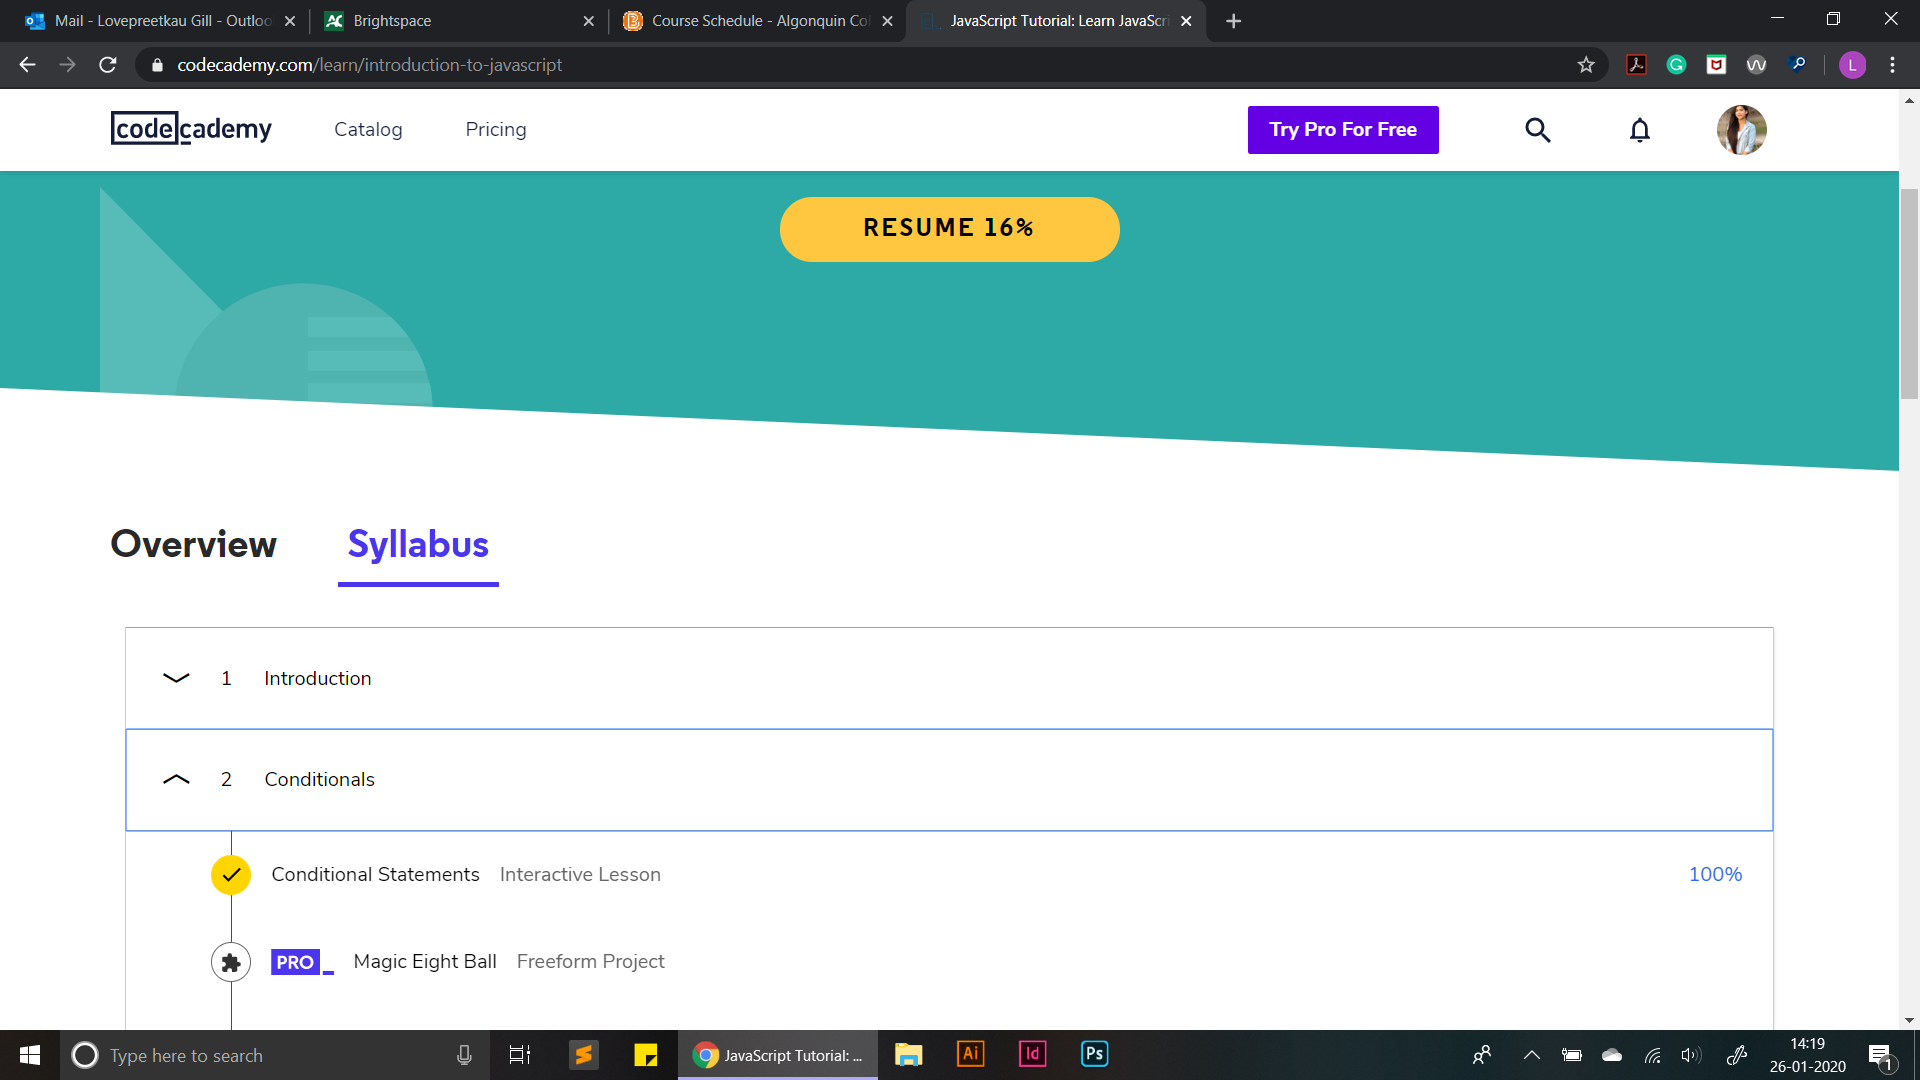 Mail - Lovepreetkau Gill - Outloo
Brightspace
Course Schedule - Algonquin Col
JavaScript Tutorial: Learn JavaScri
codecademy.com/learn/introduction-to-javascript
L
codecademy
Catalog
Pricing
Try Pro For Free
RESUME 16%
Overview
Syllabus
1 Introduction
2 Conditionals
Conditional Statements Interactive Lesson 100%
PRO_ Magic Eight Ball Freeform Project
Type here to search
JavaScript Tutorial: ...
Ai
Id
Ps
14:19
26-01-2020
1